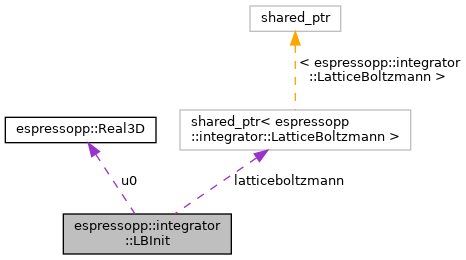 shared_ptr
< espressopp::integrator
::LatticeBoltzmann >
espressopp::Real3D
shared_ptr< espressopp
::integrator::LatticeBoltzmann >
u0
latticeboltzmann
espressopp::integrator
::LBInit